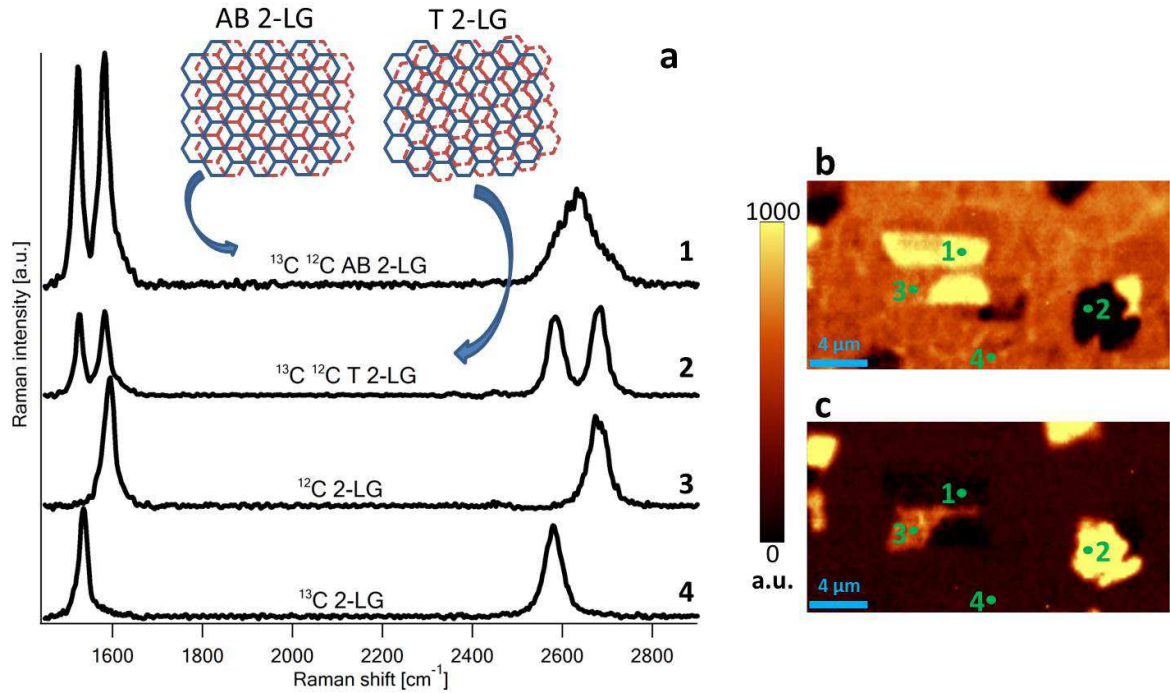 AB 2-LG
T 2-LG
a
¹³C ¹²C AB 2-LG
1
¹³C ¹²C T 2-LG
2
¹²C 2-LG
3
¹³C 2-LG
4
Raman intensity [a.u.]
1600
1800
2000
2200
2400
2600
2800
Raman shift [cm⁻¹]
1000
0
a.u.
b
1
3
2
4
4 µm
c
1
3
2
4
4 µm